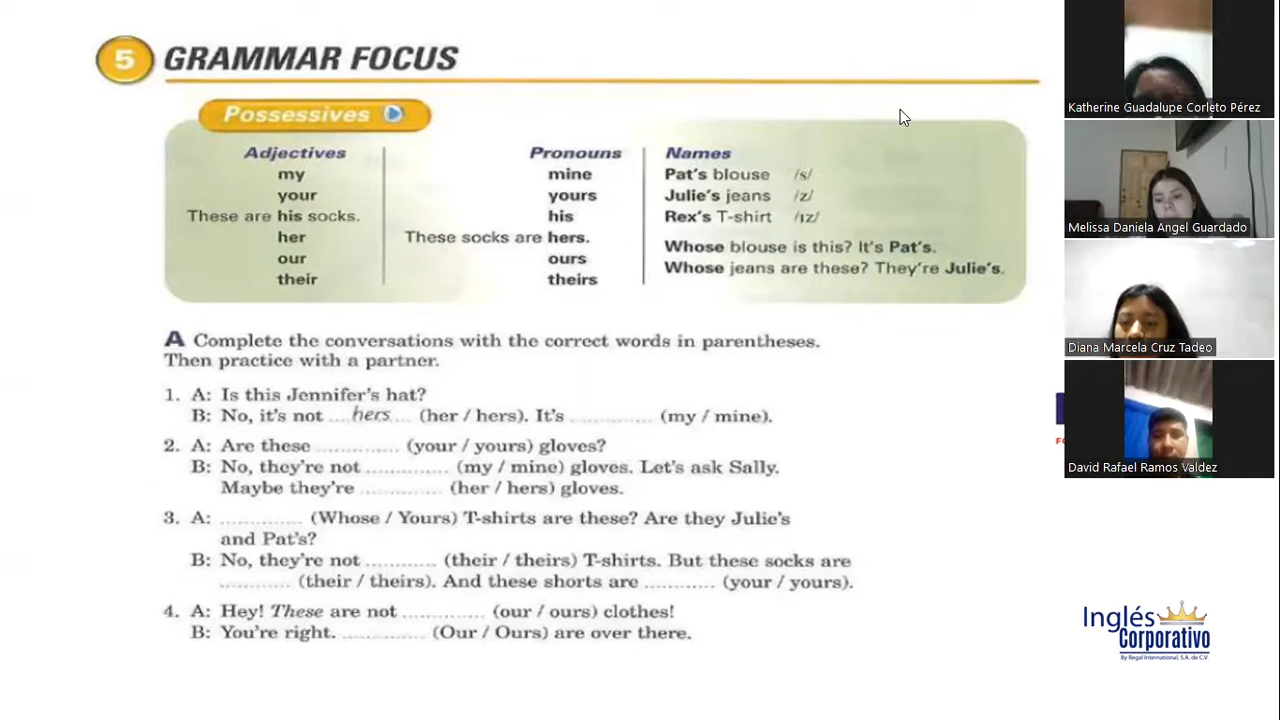 5 GRAMMAR FOCUS
Possessives
Adjectives Pronouns Names
my mine Pat's blouse /s/
your yours Julie's jeans /z/
These are his socks. his Rex's T-shirt /ɪz/
her These socks are hers.
our ours Whose blouse is this? It's Pat's.
their theirs Whose jeans are these? They're Julie's.
A Complete the conversations with the correct words in parentheses.
Then practice with a partner.
1. A: Is this Jennifer's hat?
B: No, it's not ....hers.... (her / hers). It's .............. (my / mine).
2. A: Are these .............. (your / yours) gloves?
B: No, they're not .............. (my / mine) gloves. Let's ask Sally.
Maybe they're .............. (her / hers) gloves.
3. A: .............. (Whose / Yours) T-shirts are these? Are they Julie's
and Pat's?
B: No, they're not ............ (their / theirs) T-shirts. But these socks are
............ (their / theirs). And these shorts are ............ (your / yours).
4. A: Hey! These are not .............. (our / ours) clothes!
B: You're right. .............. (Our / Ours) are over there.
Katherine Guadalupe Corleto Pérez
Melissa Daniela Angel Guardado
Diana Marcela Cruz Tadeo
David Rafael Ramos Valdez
Inglés
Corporativo
By Regal International, S.A. de C.V.